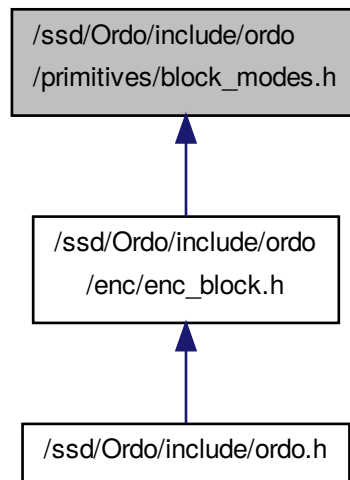 /ssd/Ordo/include/ordo
/primitives/block_modes.h
/ssd/Ordo/include/ordo
/enc/enc_block.h
/ssd/Ordo/include/ordo.h